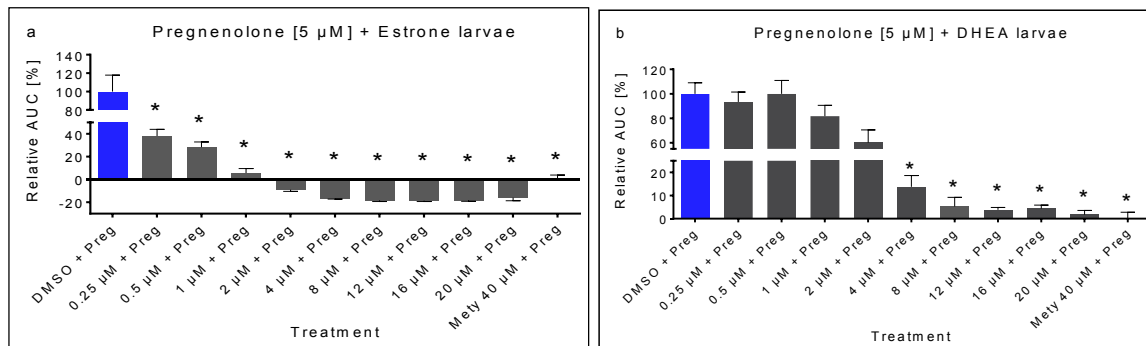 a
Pregnenolone [5 µM] + Estrone larvae
Relative AUC [%]
140
120
100
80
40
20
0
-20
*
*
*
*
*
*
*
*
*
*
DMSO + Preg
0.25 µM + Preg
0.5 µM + Preg
1 µM + Preg
2 µM + Preg
4 µM + Preg
8 µM + Preg
12 µM + Preg
16 µM + Preg
20 µM + Preg
Mety 40 µM + Preg
Treatment
b
Pregnenolone [5 µM] + DHEA larvae
Relative AUC [%]
120
100
80
60
20
10
0
*
*
*
*
*
*
DMSO + Preg
0.25 µM + Preg
0.5 µM + Preg
1 µM + Preg
2 µM + Preg
4 µM + Preg
8 µM + Preg
12 µM + Preg
16 µM + Preg
20 µM + Preg
Mety 40 µM + Preg
Treatment